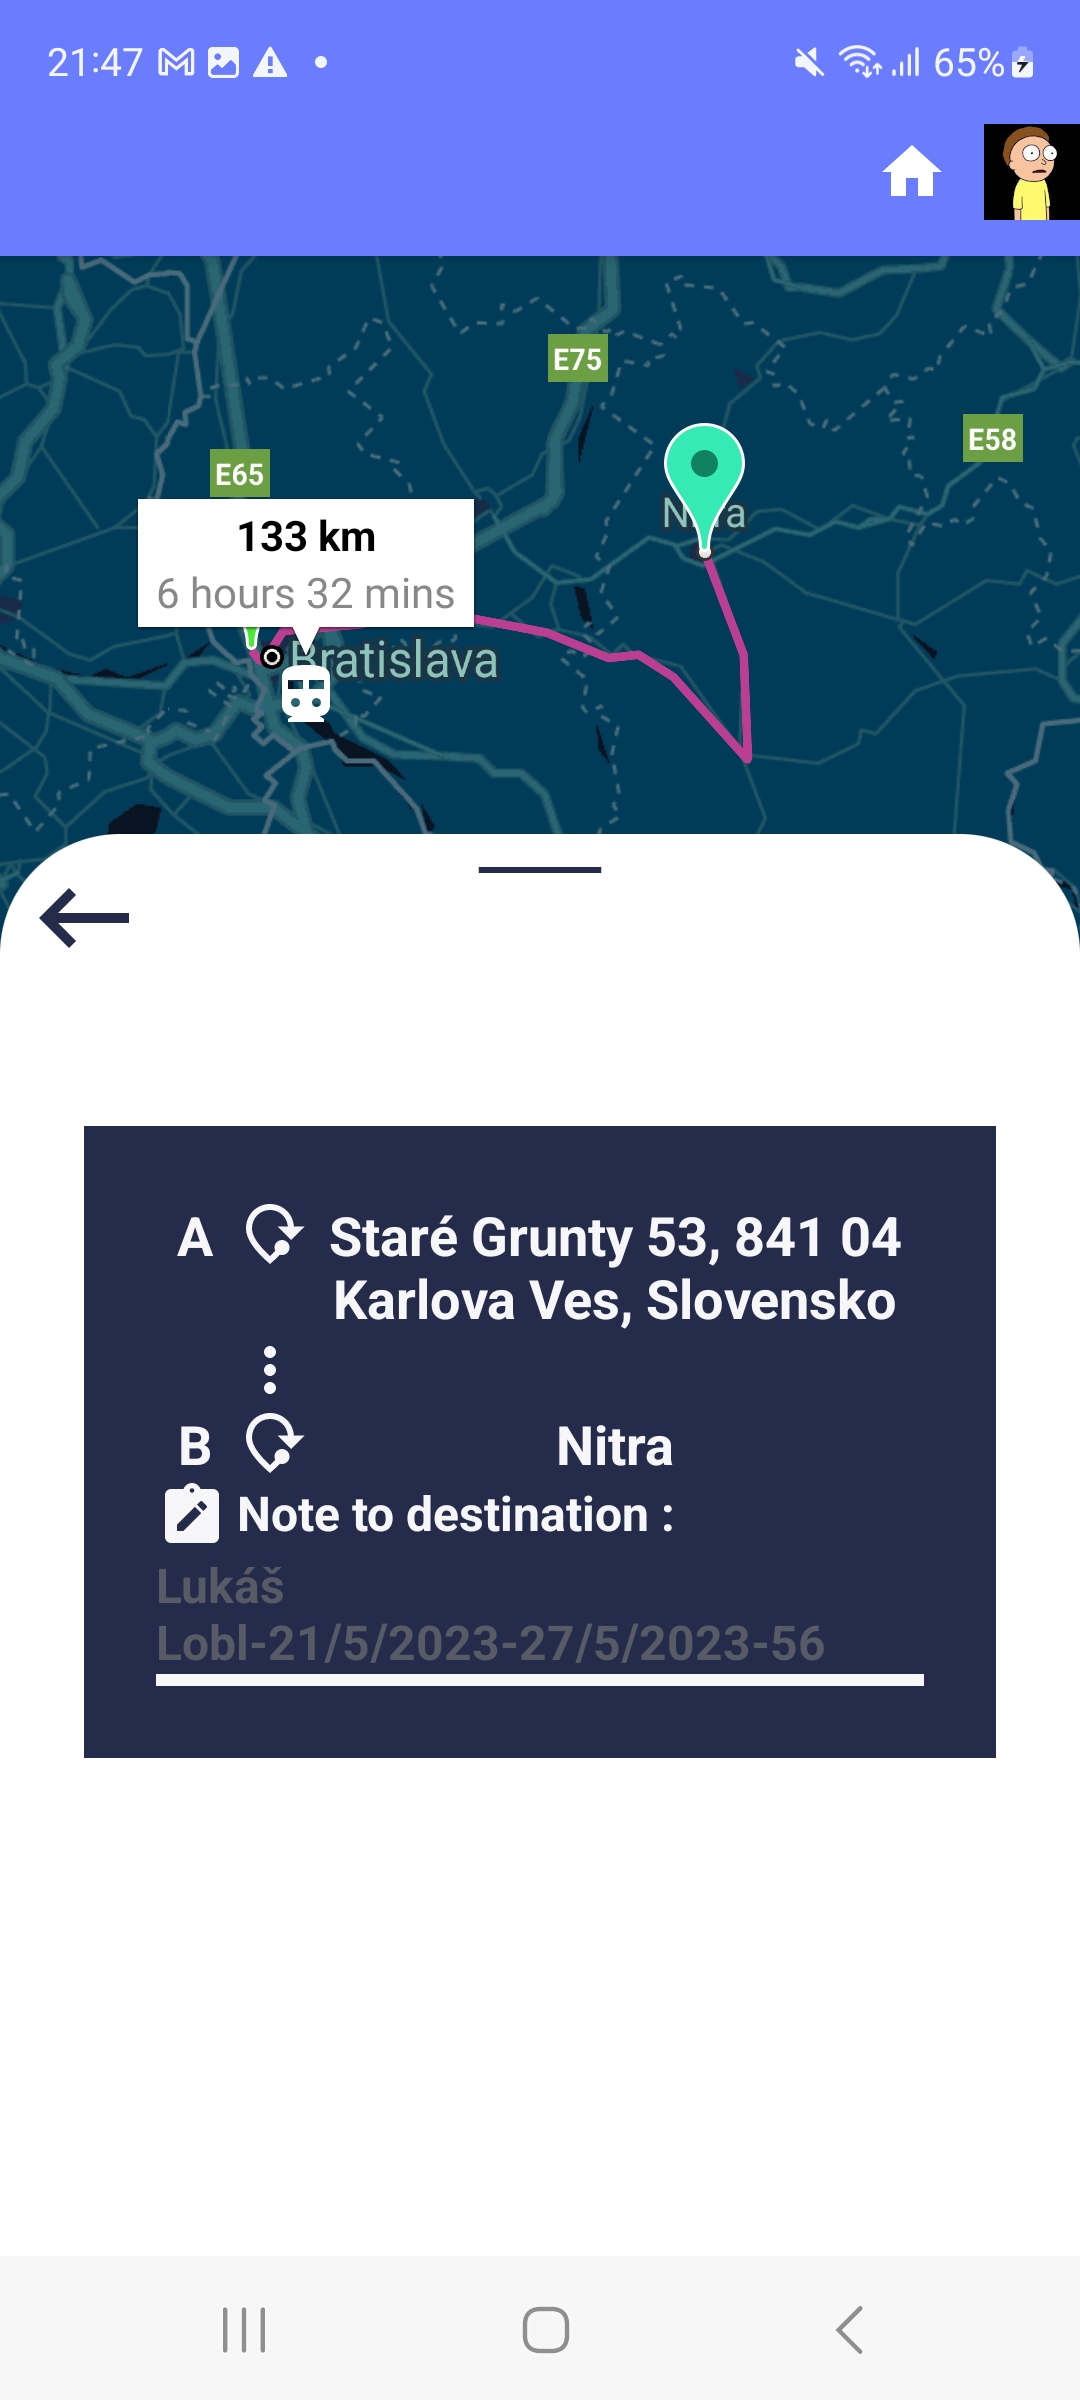 21:47
65%
E75
E58
E65
Nitra
133 km
6 hours 32 mins
Bratislava
A Staré Grunty 53, 841 04
Karlova Ves, Slovensko
B Nitra
Note to destination :
Lukáš
Lobl-21/5/2023-27/5/2023-56